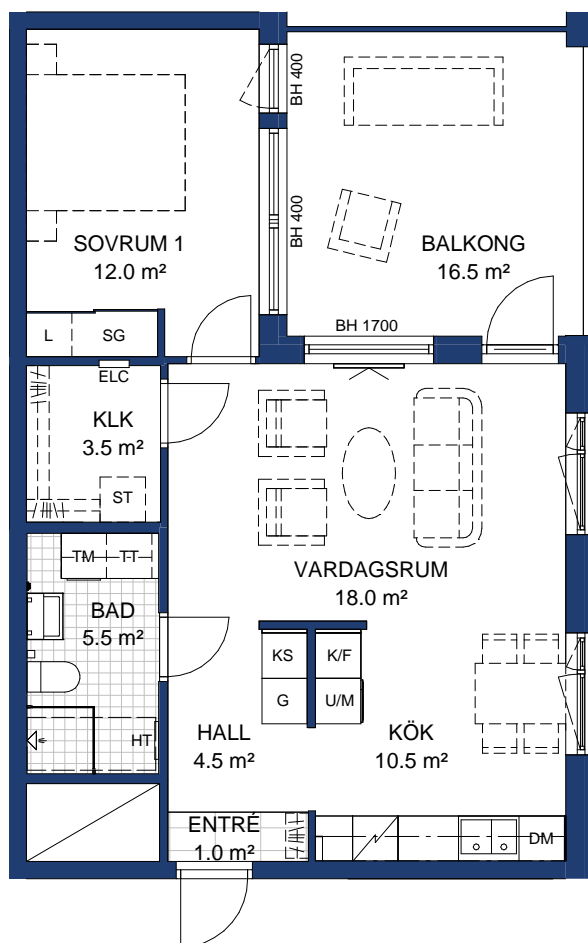 BH 400
BH 400
SOVRUM 1
12.0 m²
BALKONG
16.5 m²
L
SG
BH 1700
ELC
KLK
3.5 m²
ST
TM
TT
VARDAGSRUM
18.0 m²
BAD
5.5 m²
KS
K/F
G
U/M
HT
HALL
4.5 m²
KÖK
10.5 m²
ENTRÉ
1.0 m²
DM